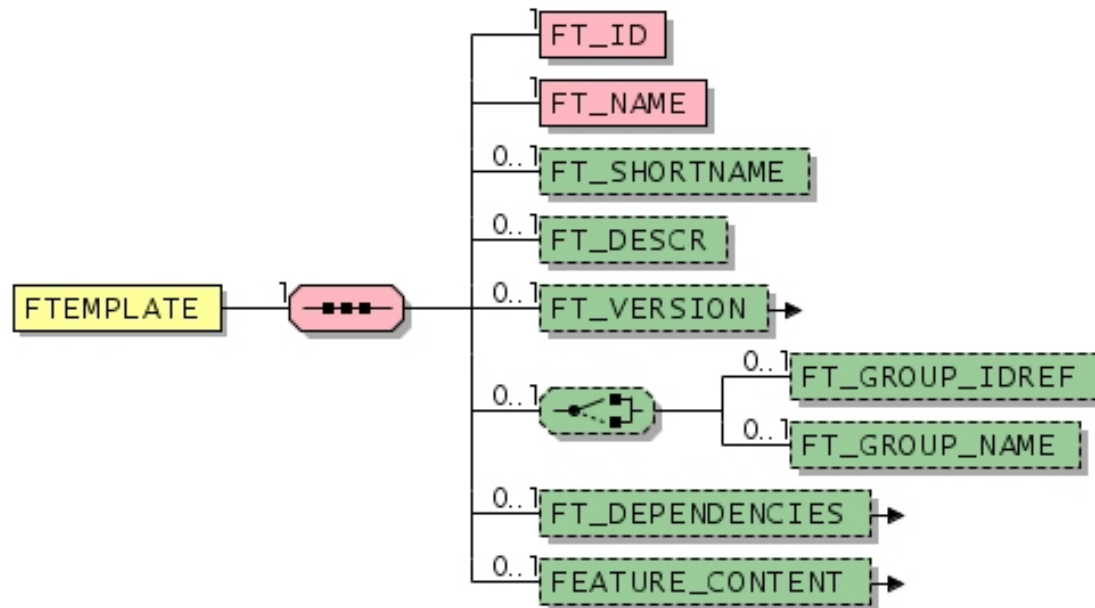 1
FT_ID
1
FT_NAME
0..1
FT_SHORTNAME
0..1
FT_DESCR
FTEMPLATE
1
0..1
FT_VERSION
0..1
0..1
FT_GROUP_IDREF
0..1
FT_GROUP_NAME
0..1
FT_DEPENDENCIES
0..1
FEATURE_CONTENT